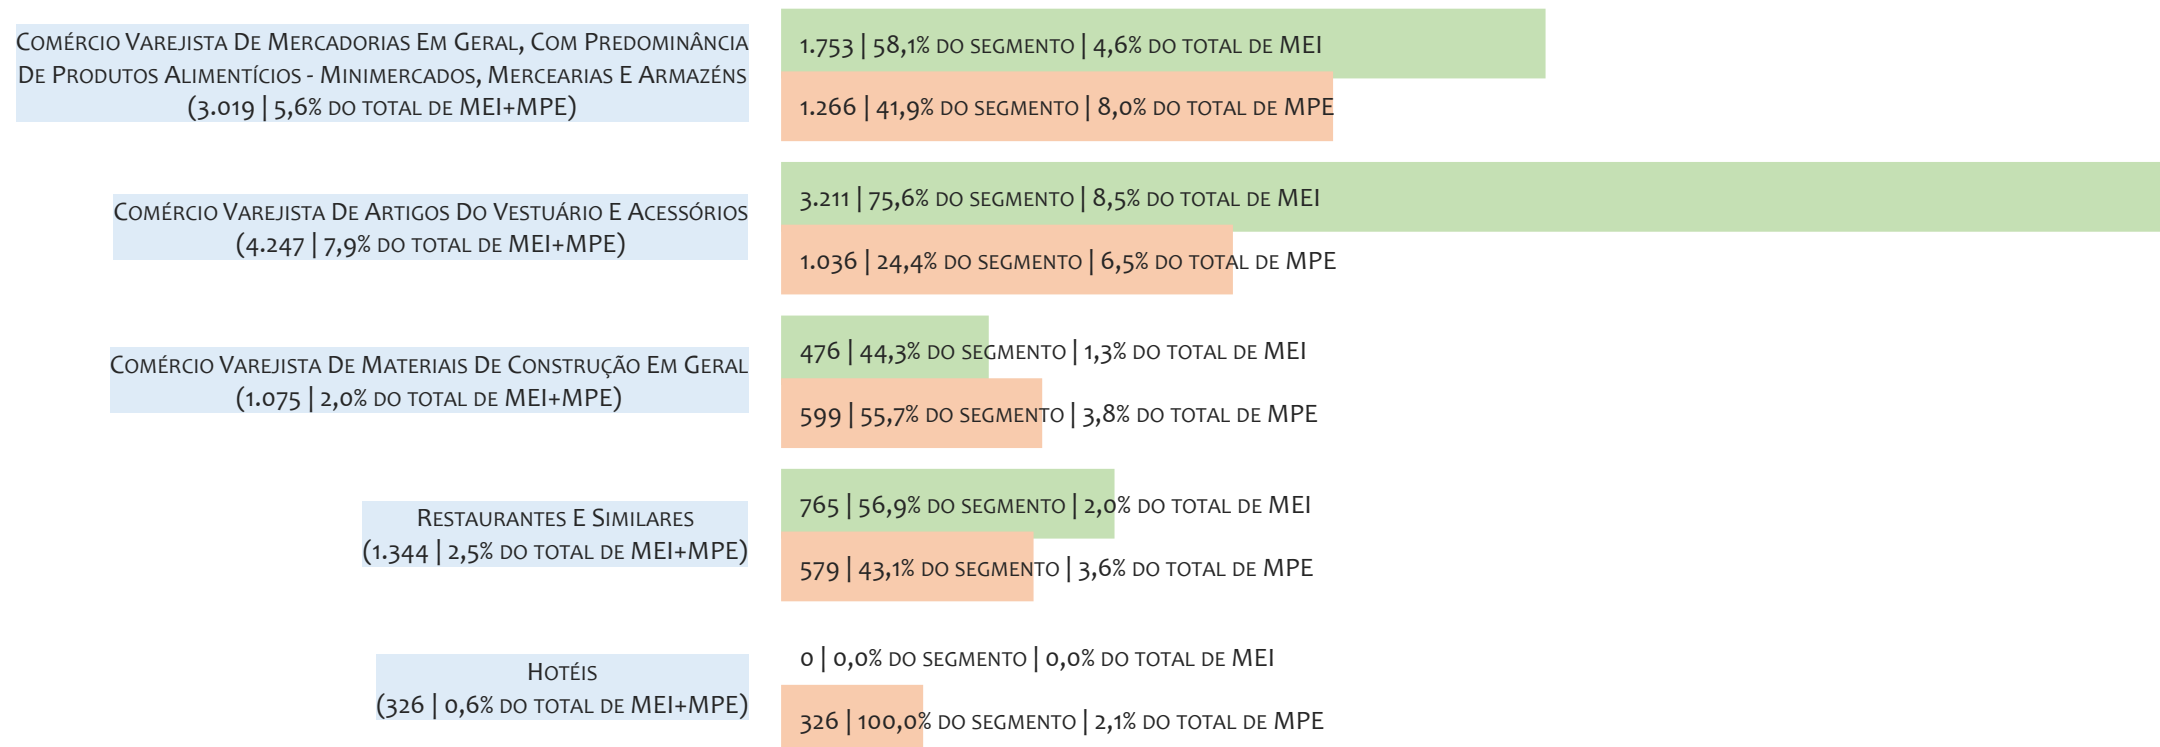 Comércio Varejista De Mercadorias Em Geral, Com Predominância
De Produtos Alimentícios - Minimercados, Mercearias E Armazéns
(3.019 | 5,6% do total de MEI+MPE)
1.753 | 58,1% do segmento | 4,6% do total de MEI
1.266 | 41,9% do segmento | 8,0% do total de MPE
Comércio Varejista De Artigos Do Vestuário E Acessórios
(4.247 | 7,9% do total de MEI+MPE)
3.211 | 75,6% do segmento | 8,5% do total de MEI
1.036 | 24,4% do segmento | 6,5% do total de MPE
Comércio Varejista De Materiais De Construção Em Geral
(1.075 | 2,0% do total de MEI+MPE)
476 | 44,3% do segmento | 1,3% do total de MEI
599 | 55,7% do segmento | 3,8% do total de MPE
Restaurantes E Similares
(1.344 | 2,5% do total de MEI+MPE)
765 | 56,9% do segmento | 2,0% do total de MEI
579 | 43,1% do segmento | 3,6% do total de MPE
Hotéis
(326 | 0,6% do total de MEI+MPE)
0 | 0,0% do segmento | 0,0% do total de MEI
326 | 100,0% do segmento | 2,1% do total de MPE